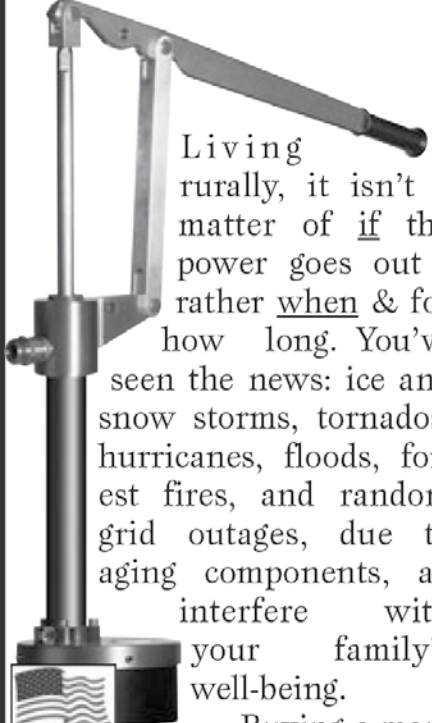 Living
rurally, it isn't
matter of if th
power goes out
rather when & fo
how long. You'v
seen the news: ice an
snow storms, tornados
hurricanes, floods, for
est fires, and random
grid outages, due t
aging components, a
interfere wit
your family'
well-being.